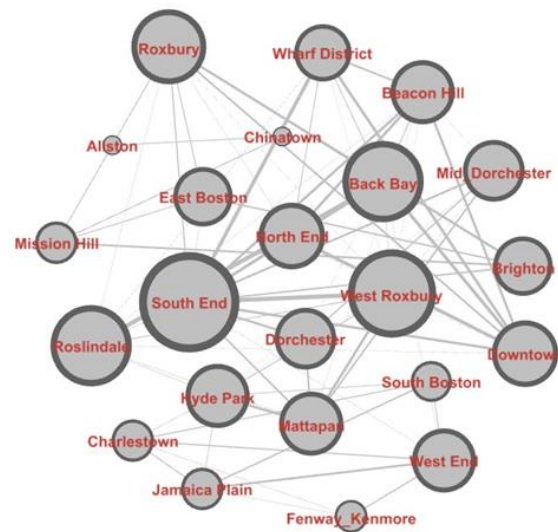 Roxbury
Wharf District
Beacon Hill
Allston
Chinatown
Mid_Dorchester
Back Bay
East Boston
North End
Mission Hill
Brighton
South End
West Roxbury
Roslindale
Dorchester
Downtow
South Boston
Hyde Park
Mattapan
Charlestown
West End
Jamaica Plain
Fenway_Kenmore